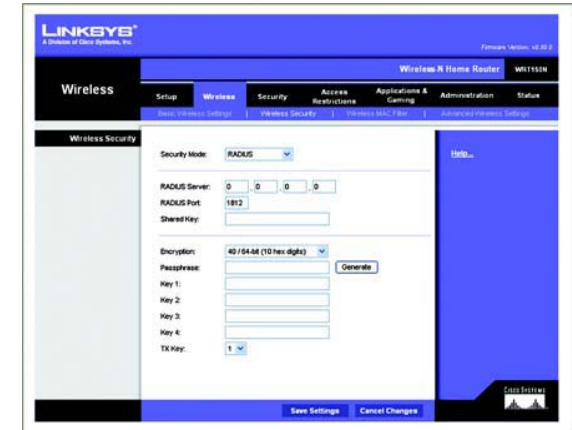 LINKSYS®
A Division of Cisco Systems, Inc.
Wireless-N Home Router WRT150N
Wireless
Setup Wireless Security Access Restrictions Applications & Gaming Administration Status
Basic Wireless Settings | Wireless Security | Wireless MAC Filter | Advanced Wireless Settings
Wireless Security
Security Mode: RADIUS
Help...
RADIUS Server: 0 . 0 . 0 . 0
RADIUS Port: 1812
Shared Key:
Encryption: 40 / 64-bit (10 hex digits)
Passphrase: Generate
Key 1:
Key 2:
Key 3:
Key 4:
TX Key: 1
Save Settings Cancel Changes
Cisco Systems